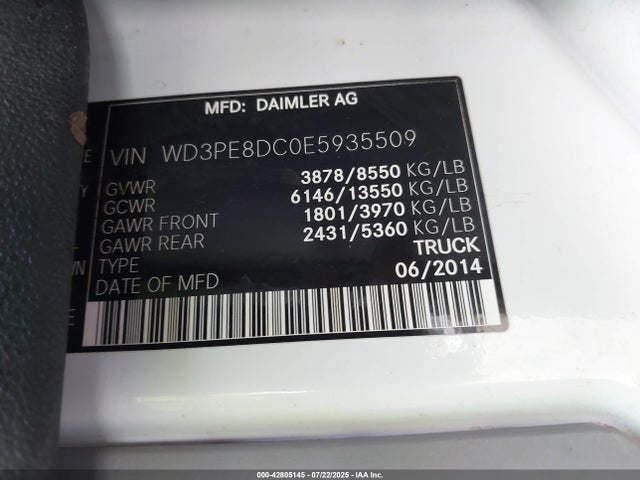 MFD: DAIMLER AG
E VIN WD3PE8DC0E5935509
GVWR 3878/8550 KG/LB
GCWR 6146/13550 KG/LB
GAWR FRONT 1801/3970 KG/LB
GAWR REAR 2431/5360 KG/LB
TYPE TRUCK
DATE OF MFD 06/2014
E
000-42805145 - 07/22/2025 - IAA Inc.